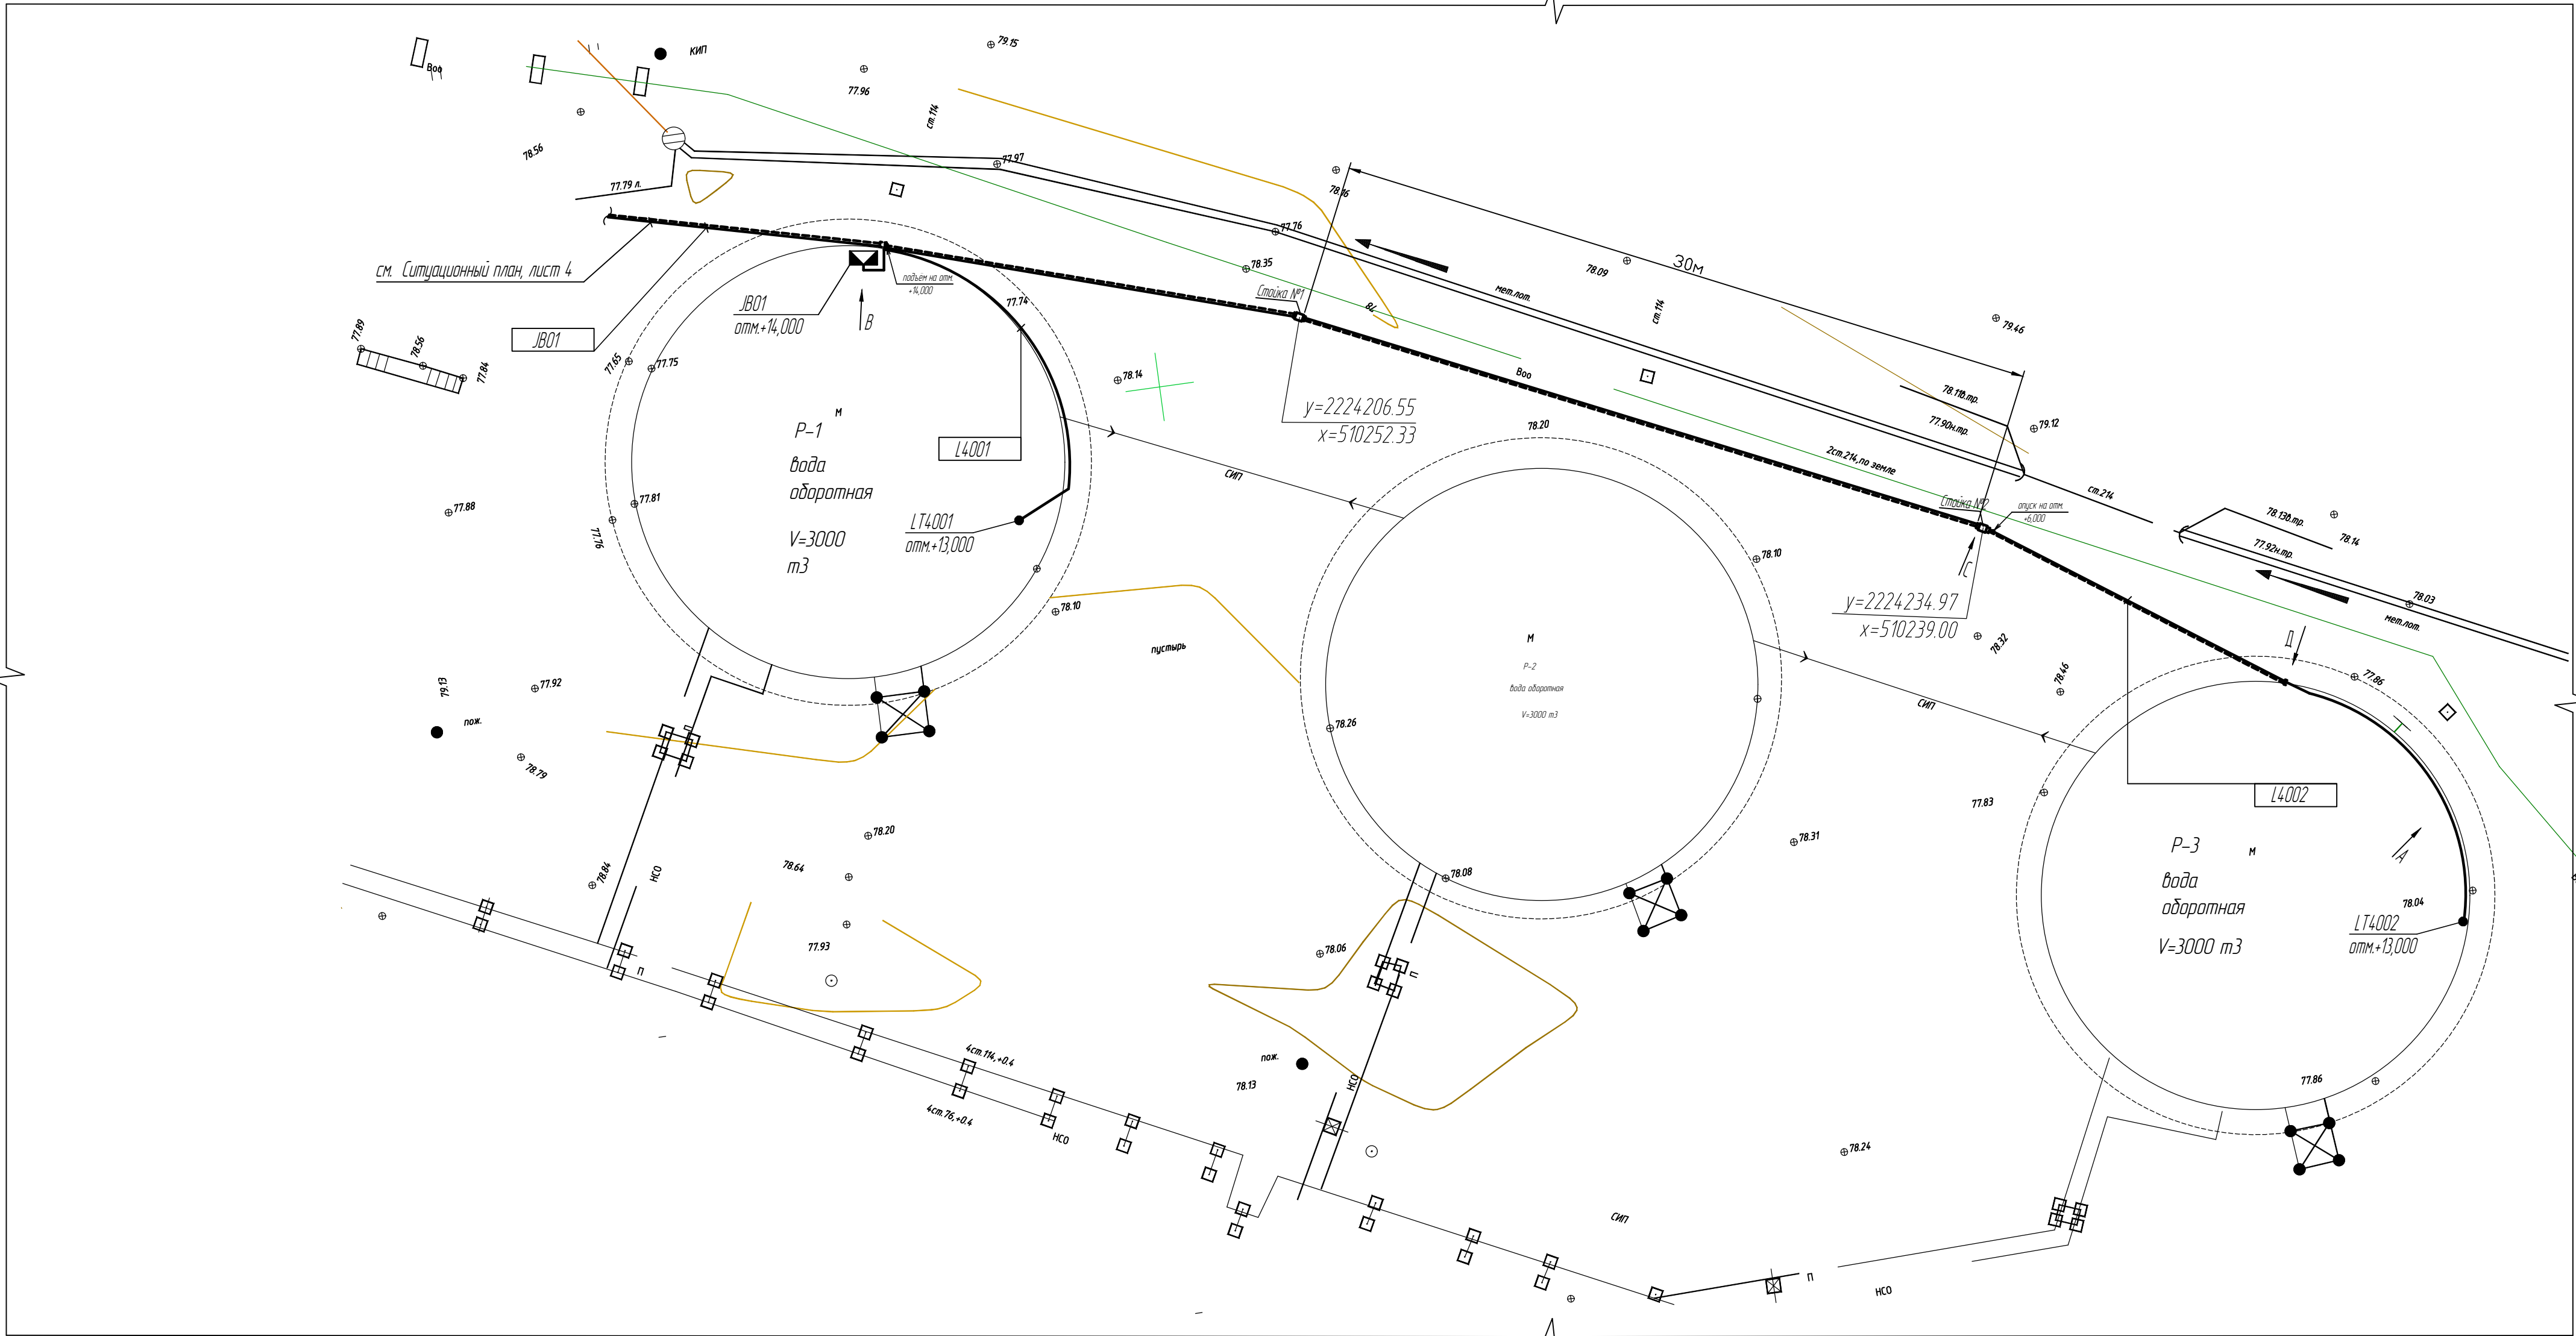 79.15
КИП
Воо
77.96
ст.114
78.56
77.97
77.79 л.
78.16
77.76
78.35
78.09
30м
мет.лот.
ст.114
79.46
см. Ситуационный план, лист 4
подъём на отм.
+14,000
Стойка №1
78
JB01
отм.+14,000
В
77.74
JB01
77.89
78.56
77.84
77.65
77.75
78.14
Воо
78.11в.тр.
77.90н.тр.
79.12
y=2224206.55
x=510252.33
78.20
М
Р-1
вода
оборотная
V=3000
m3
L4001
СИП
2ст.214,по земле
ст.214
77.88
77.81
77.76
LT4001
отм.+13,000
Стойка №2
опуск на отм.
+6,000
78.13в.тр.
78.14
77.92н.тр.
78.10
С
78.10
y=2224234.97
x=510239.00
78.03
мет.лот.
78.32
Д
пустырь
М
Р-2
вода оборотная
V=3000 m3
78.46
77.86
79.13
77.92
СИП
пож.
78.26
78.79
77.83
L4002
78.20
78.31
Р-3
М
вода
оборотная
V=3000 m3
А
78.64
78.84
НСО
78.08
78.04
LT4002
отм.+13,000
77.93
78.06
П
П
4ст.114,+0.4
пож.
78.13
НСО
77.86
4ст.76,+0.4
НСО
78.24
СИП
П
НСО